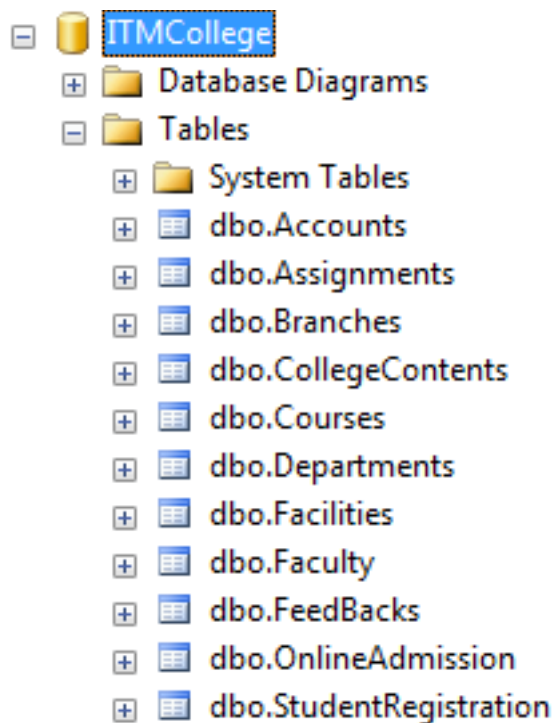 ITMCollege
Database Diagrams
Tables
System Tables
dbo.Accounts
dbo.Assignments
dbo.Branches
dbo.CollegeContents
dbo.Courses
dbo.Departments
dbo.Facilities
dbo.Faculty
dbo.FeedBacks
dbo.OnlineAdmission
dbo.StudentRegistration